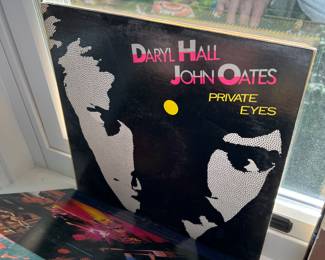 DARYL HALL
JOHN OATES
PRIVATE
EYES